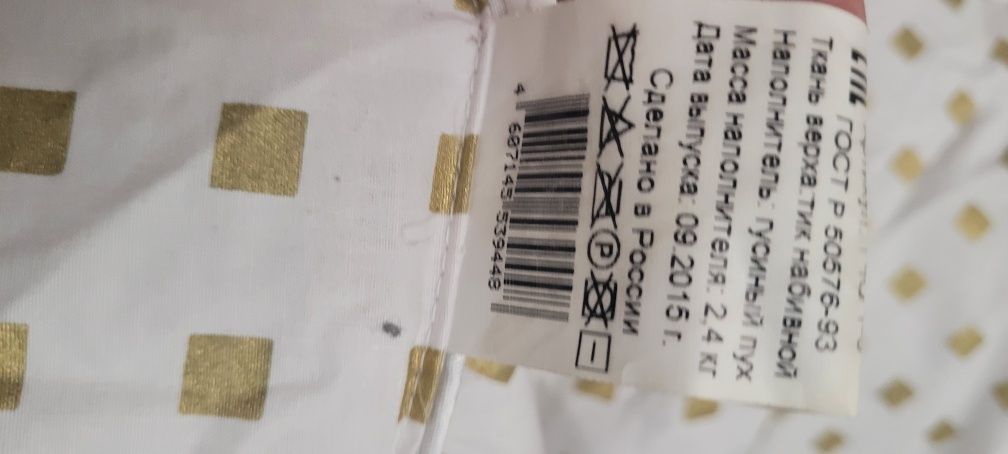 ГОСТ Р 50576-93
Ткань верха:тик набивной
Наполнитель: гусиный пух
Масса наполнителя: 2.4 кг
Дата выпуска: 09.2015 г.
Сделано в России
P
4 607145 539448